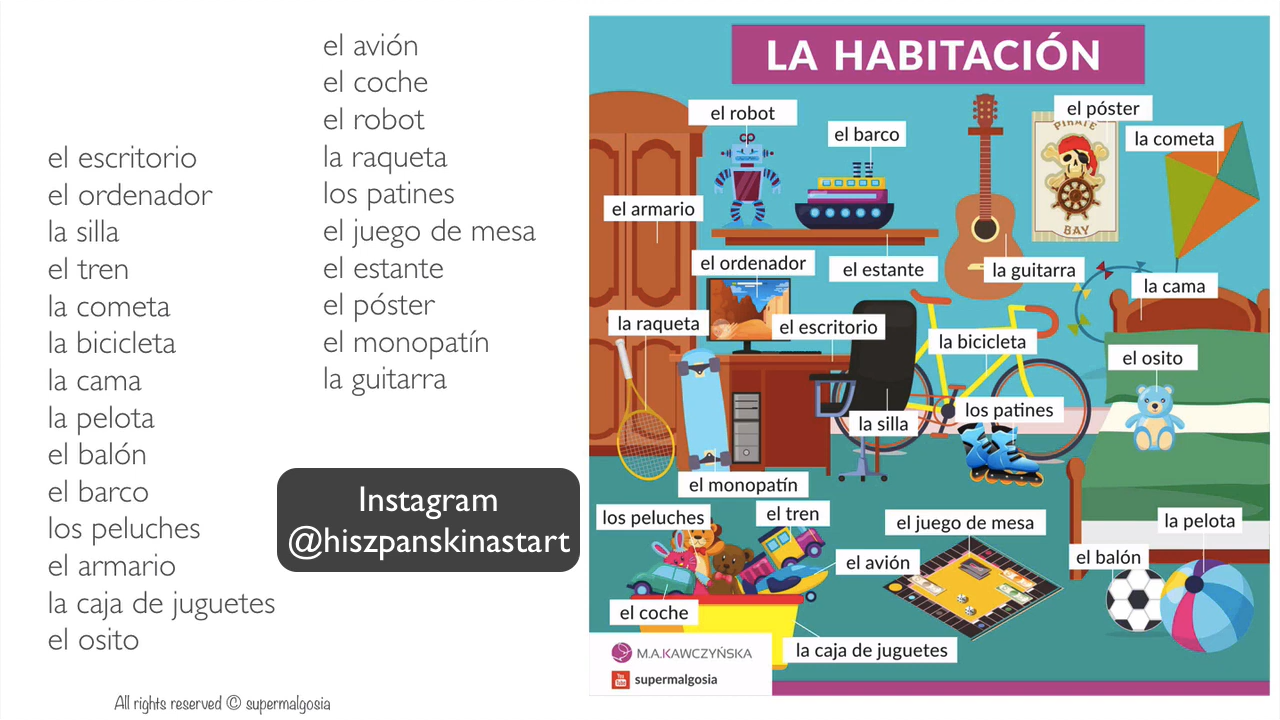 el escritorio
el ordenador
la silla
el tren
la cometa
la bicicleta
la cama
la pelota
el balón
el barco
los peluches
el armario
la caja de juguetes
el osito
All rights reserved © supermalgosia
el avión
el coche
el robot
la raqueta
los patines
el juego de mesa
el estante
el póster
el monopatín
la guitarra
Instagram
@hiszpanskinastart
LA HABITACIÓN
el robot
el barco
el póster
PIRATE
BAY
la cometa
el armario
el ordenador
el estante
la guitarra
la cama
la raqueta
el escritorio
la bicicleta
el osito
la silla
los patines
el monopatín
los peluches
el tren
el juego de mesa
la pelota
el avión
el balón
el coche
la caja de juguetes
M.A.KAWCZYŃSKA
You Tube
supermalgosia